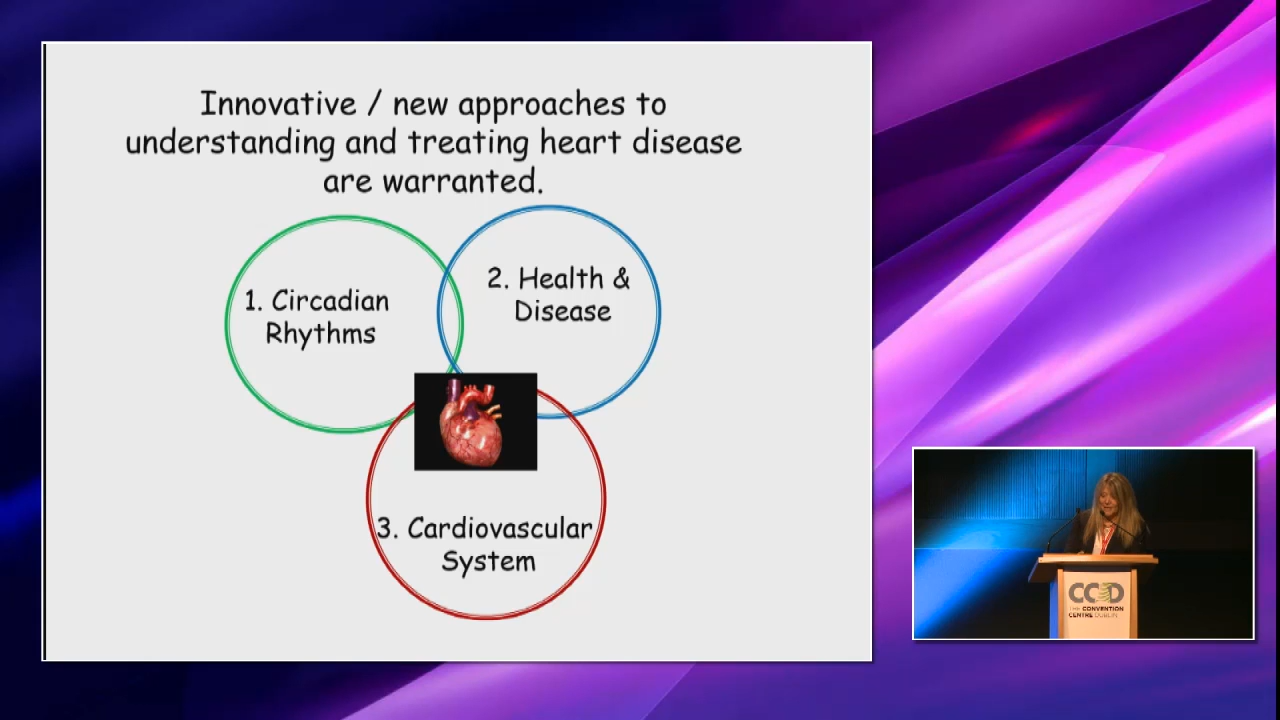 Innovative / new approaches to
understanding and treating heart disease
are warranted.
1. Circadian
Rhythms
2. Health &
Disease
3. Cardiovascular
System
CCD
THE CONVENTION
CENTRE DUBLIN